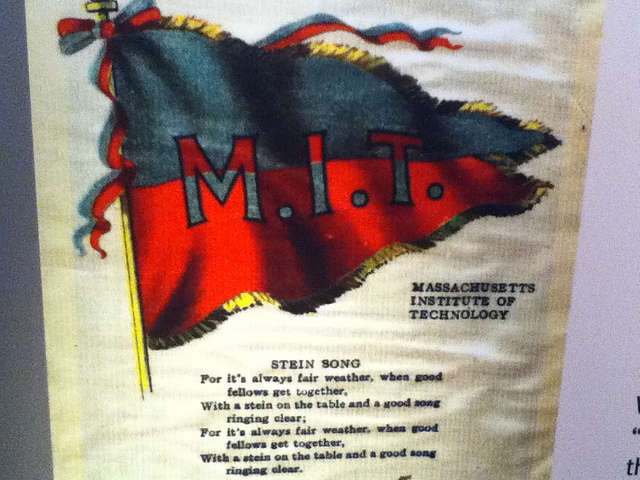 M.I.T.
MASSACHUSETTS
INSTITUTE OF
TECHNOLOGY
STEIN SONG
For it's always fair weather, when good
fellows get together,
With a stein on the table and a good song
ringing clear;
For it's always fair weather, when good
fellows get together,
With a stein on the table and a good song
ringing clear.